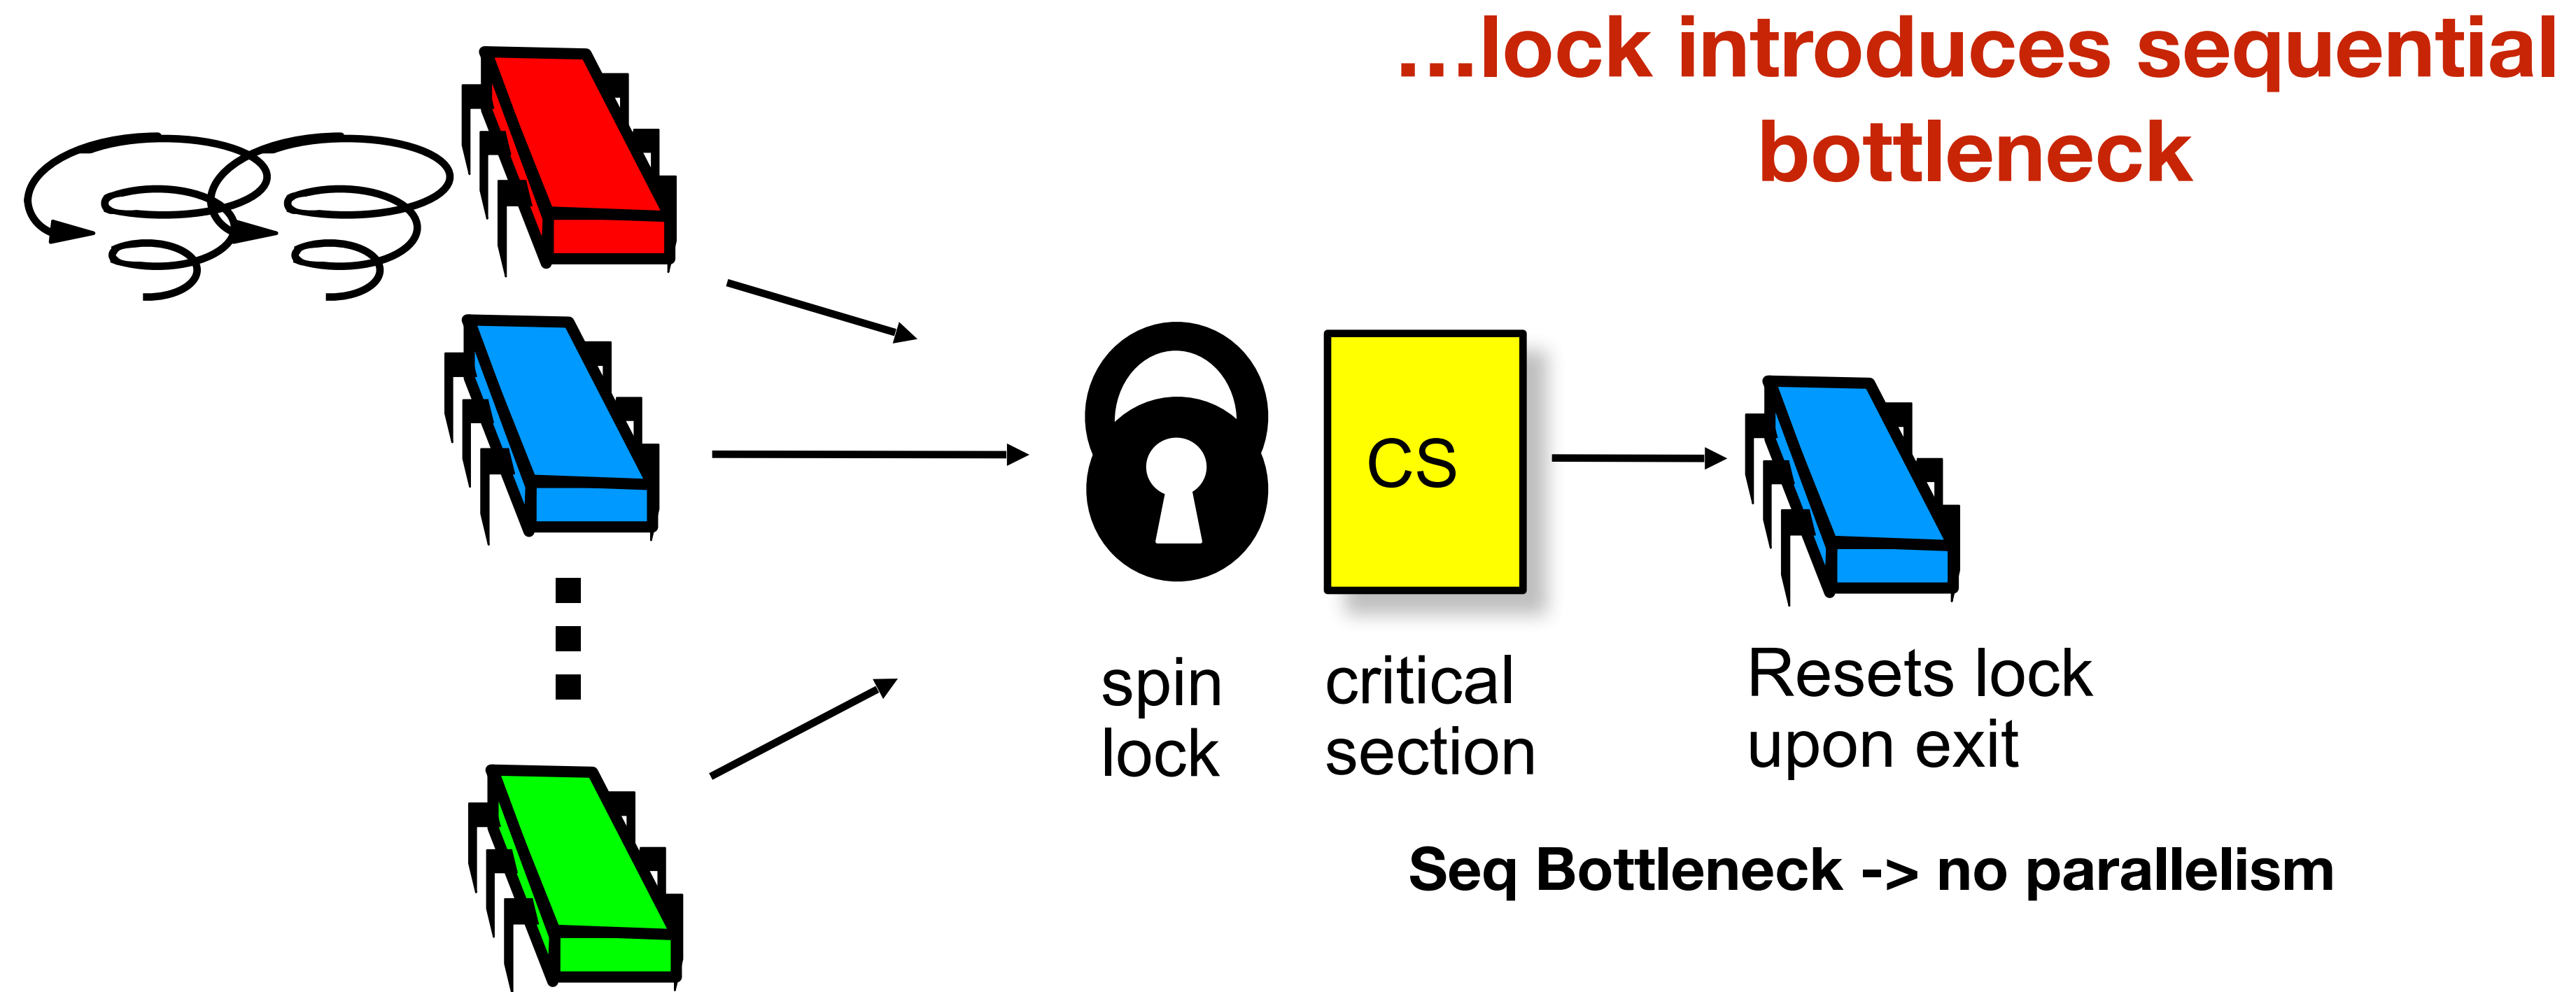 …lock introduces sequential
bottleneck
CS
spin
lock
critical
section
Resets lock
upon exit
Seq Bottleneck -> no parallelism